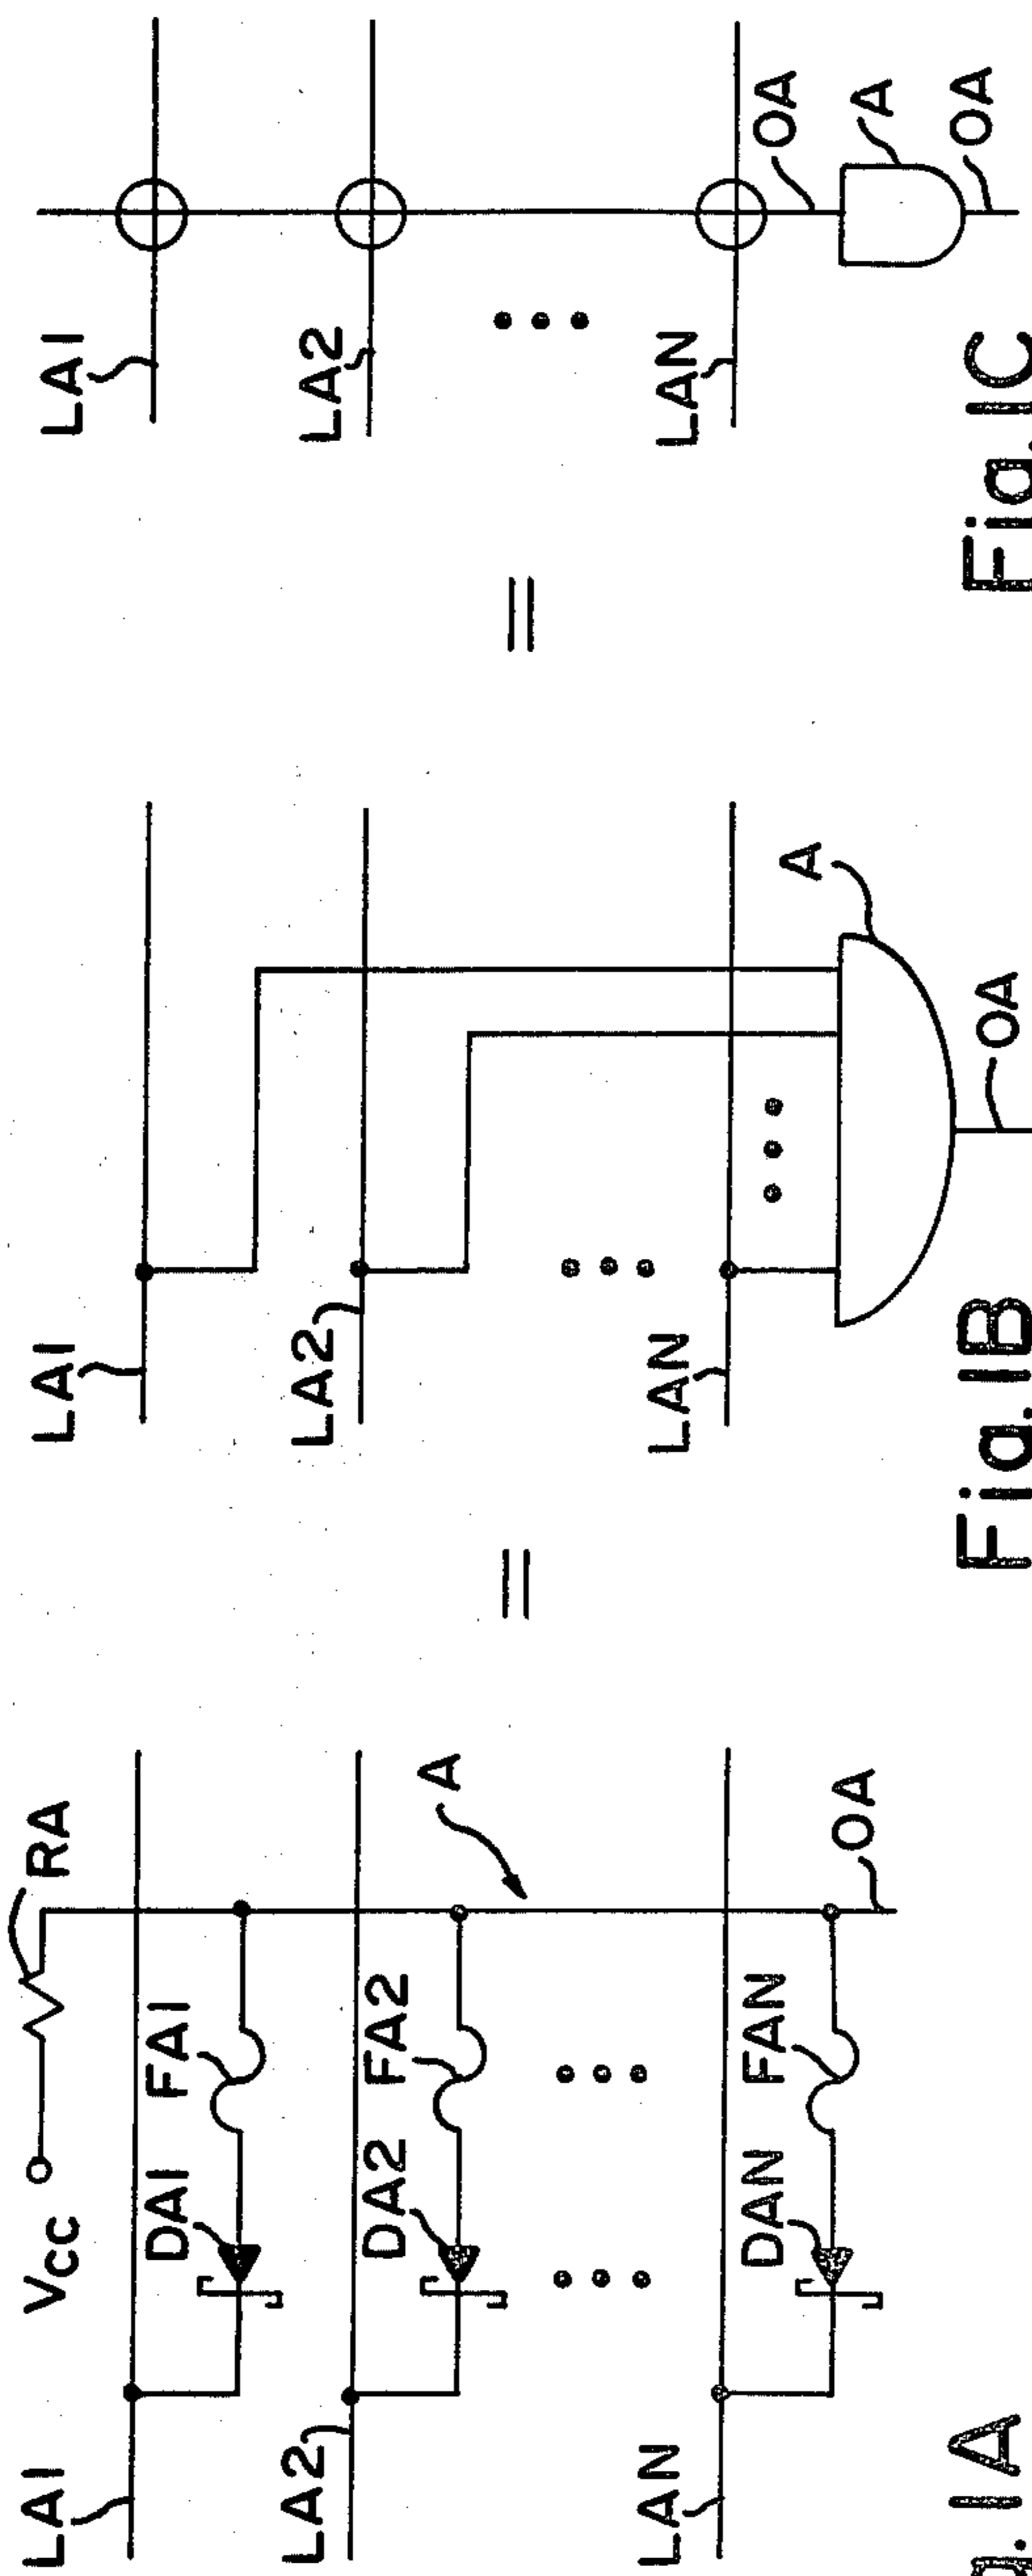 Vcc
RA
LA1
DA1
FA1
LA2
DA2
FA2
A
LAN
DAN
FAN
OA
g. 1A
=
LA1
LA2
LAN
A
OA
Fig. 1B
=
LA1
LA2
LAN
OA
A
OA
Fig. 1C